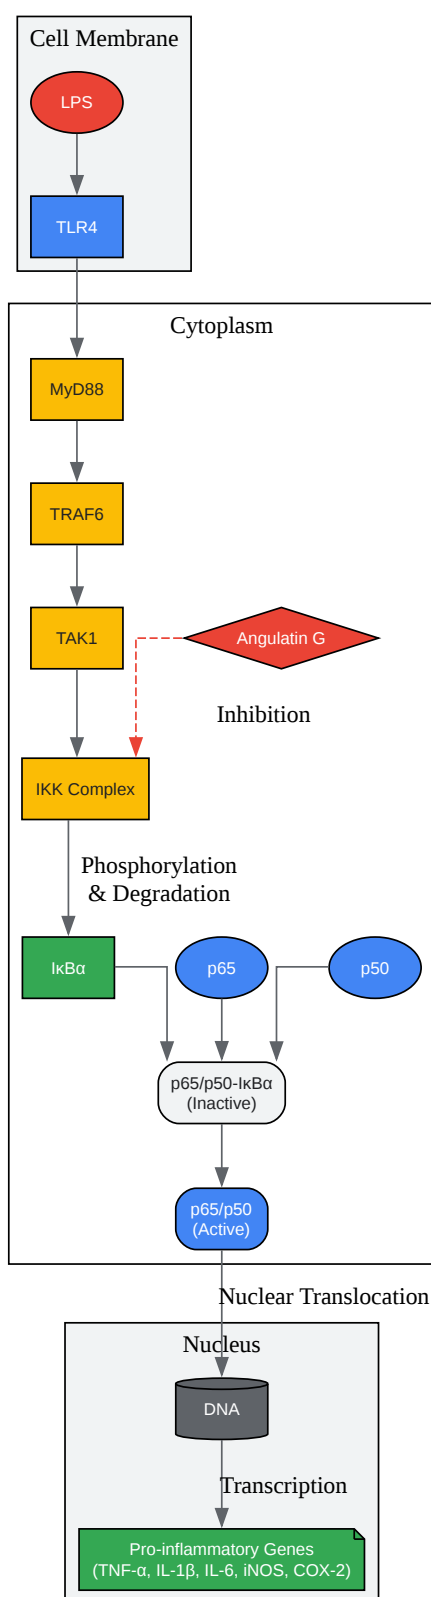 Cell Membrane
LPS
TLR4
Cytoplasm
MyD88
TRAF6
TAK1
Angulatin G
Inhibition
IKK Complex
Phosphorylation
& Degradation
IκBα
p65
p50
p65/p50-IκBα
(Inactive)
p65/p50
(Active)
Nuclear Translocation
Nucleus
DNA
Transcription
Pro-inflammatory Genes
(TNF-α, IL-1β, IL-6, iNOS, COX-2)